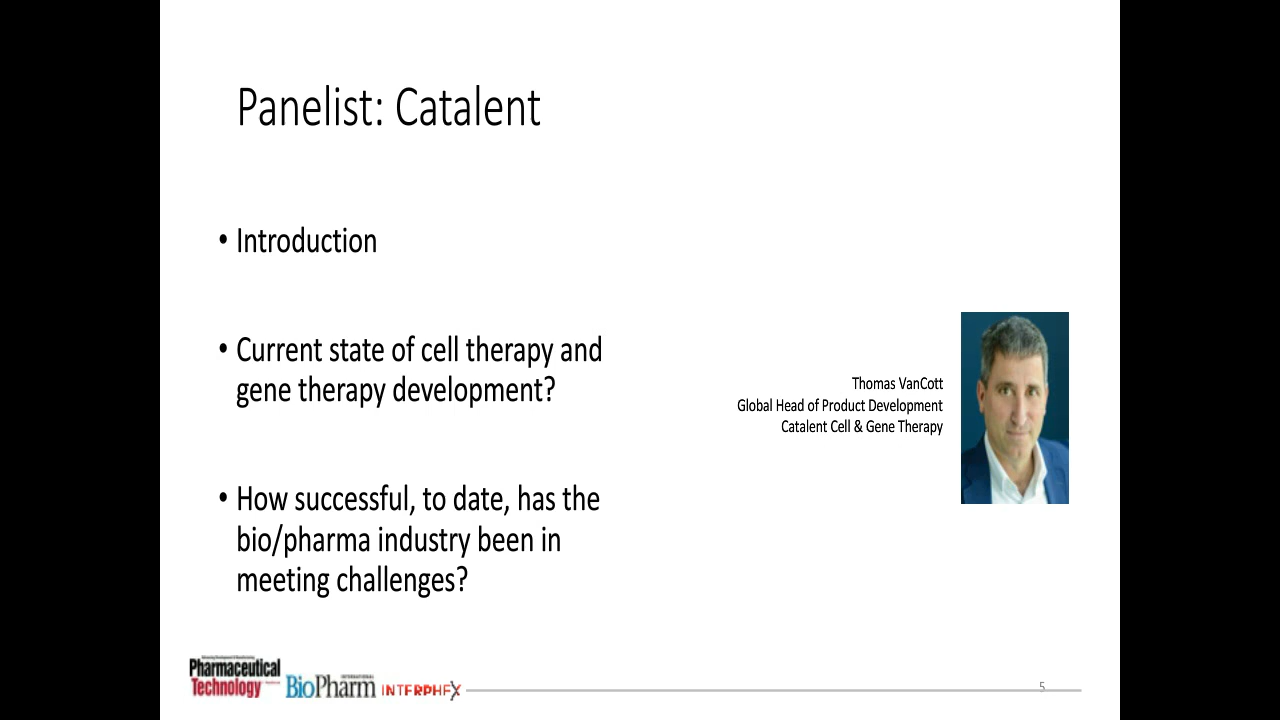 Panelist: Catalent
• Introduction
• Current state of cell therapy and
gene therapy development?
• How successful, to date, has the
bio/pharma industry been in
meeting challenges?
Thomas VanCott
Global Head of Product Development
Catalent Cell & Gene Therapy
Pharmaceutical
Technology
INTERNATIONAL
BioPharm
INTERPHEX
5